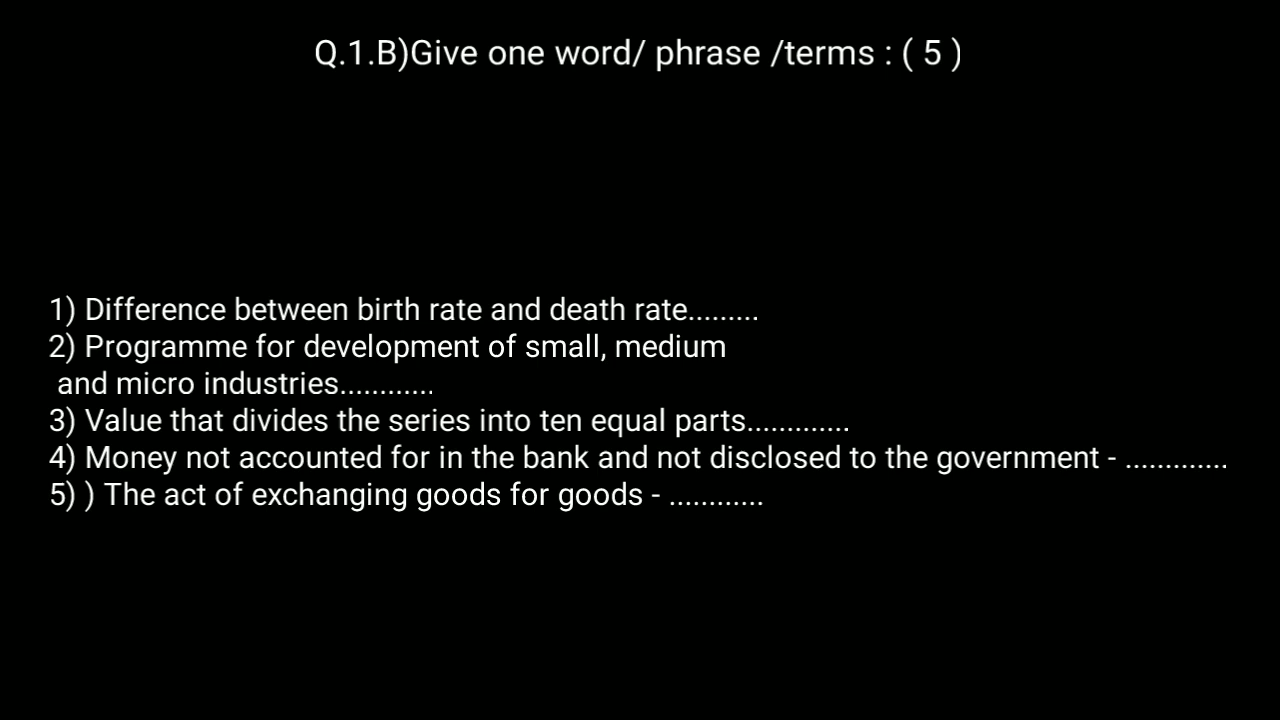 Q.1.B)Give one word/ phrase /terms : ( 5 )
1) Difference between birth rate and death rate.........
2) Programme for development of small, medium
and micro industries............
3) Value that divides the series into ten equal parts.............
4) Money not accounted for in the bank and not disclosed to the government - .............
5) ) The act of exchanging goods for goods - ............